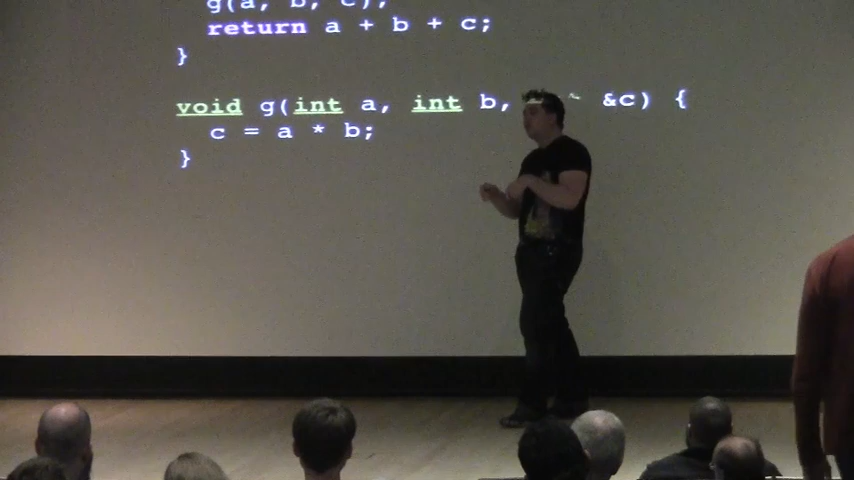 g(a, b, c);
return a + b + c;
}
void g(int a, int b, &c) {
c = a * b;
}